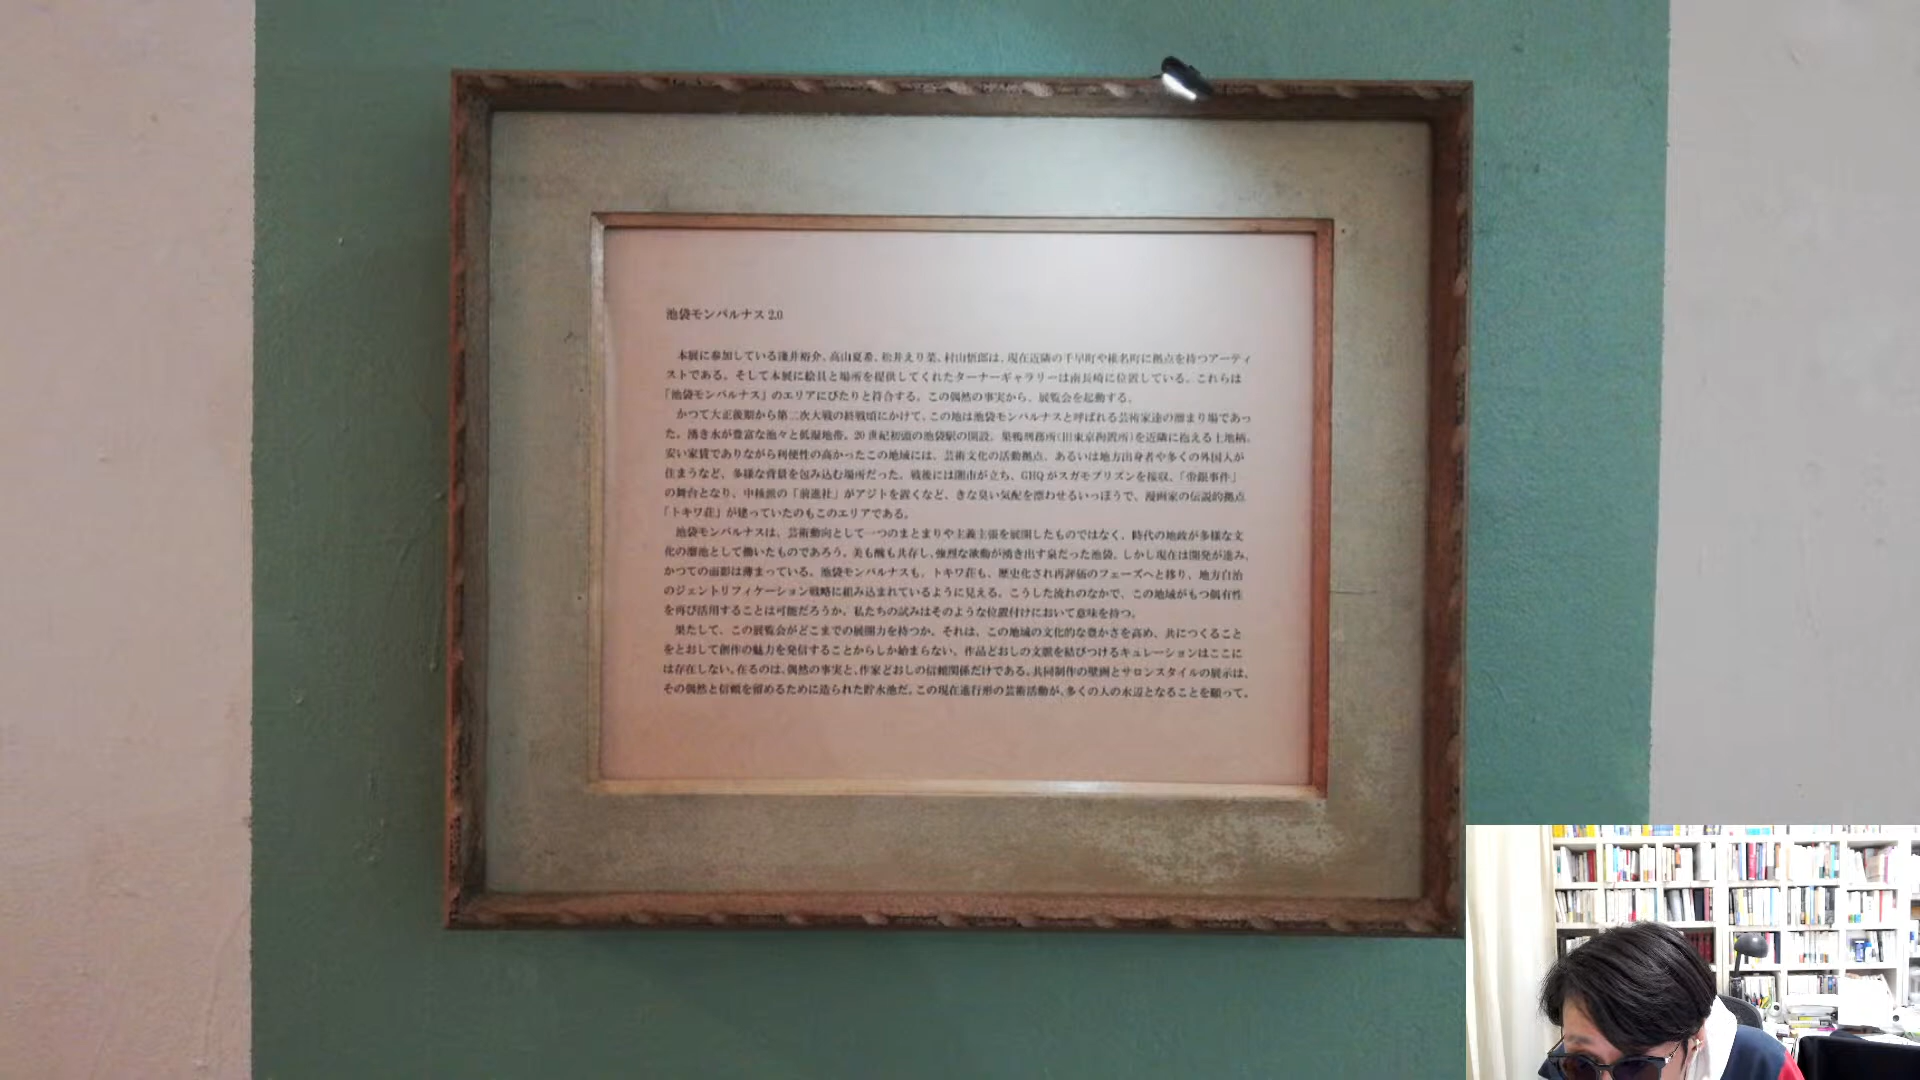 池袋モンパルナス 2.0
本展に参加している淺井裕介、高山夏希、松井えり菜、村山悟郎は、現在近隣の千早町や椎名町に拠点を持つアーティ
ストである。そして本展に絵具と場所を提供してくれたターナーギャラリーは南長崎に位置している。これらは
「池袋モンパルナス」のエリアにぴたりと符合する。この偶然の事実から、展覧会を起動する。
かつて大正後期から第二次大戦の終戦頃にかけて、この地は池袋モンパルナスと呼ばれる芸術家達の溜まり場であっ
た。湧き水が豊富な池々と低湿地帯。20世紀初頭の池袋駅の開設。巣鴨刑務所(旧東京拘置所)を近隣に抱える土地柄。
安い家賃でありながら利便性の高かったこの地域には、芸術文化の活動拠点、あるいは地方出身者や多くの外国人が
住まうなど、多様な背景を包み込む場所だった。戦後には闇市が立ち、GHQがスガモプリズンを接収。「帝銀事件」
の舞台となり、中核派の「前進社」がアジトを置くなど、きな臭い気配を漂わせるいっぽうで、漫画家の伝説的拠点
「トキワ荘」が建っていたのもこのエリアである。
池袋モンパルナスは、芸術動向として一つのまとまりや主義主張を展開したものではなく、時代の地政が多様な文
化の溜池として働いたものであろう。美も醜も共存し、強烈な欲動が湧き出す泉だった池袋。しかし現在は開発が進み、
かつての面影は薄まっている。池袋モンパルナスも、トキワ荘も、歴史化され再評価のフェーズへと移り、地方自治
のジェントリフィケーション戦略に組み込まれているように見える。こうした流れのなかで、この地域がもつ偶有性
を再び活用することは可能だろうか。私たちの試みはそのような位置付けにおいて意味を持つ。
果たして、この展覧会がどこまでの展開力を持つか。それは、この地域の文化的な豊かさを高め、共につくること
をとおして創作の魅力を発信することからしか始まらない。作品どおしの文脈を結びつけるキュレーションはここに
は存在しない。在るのは、偶然の事実と、作家どおしの信頼関係だけである。共同制作の壁画とサロンスタイルの展示は、
その偶然と信頼を留めるために造られた貯水池だ。この現在進行形の芸術活動が、多くの人の水辺となることを願って。